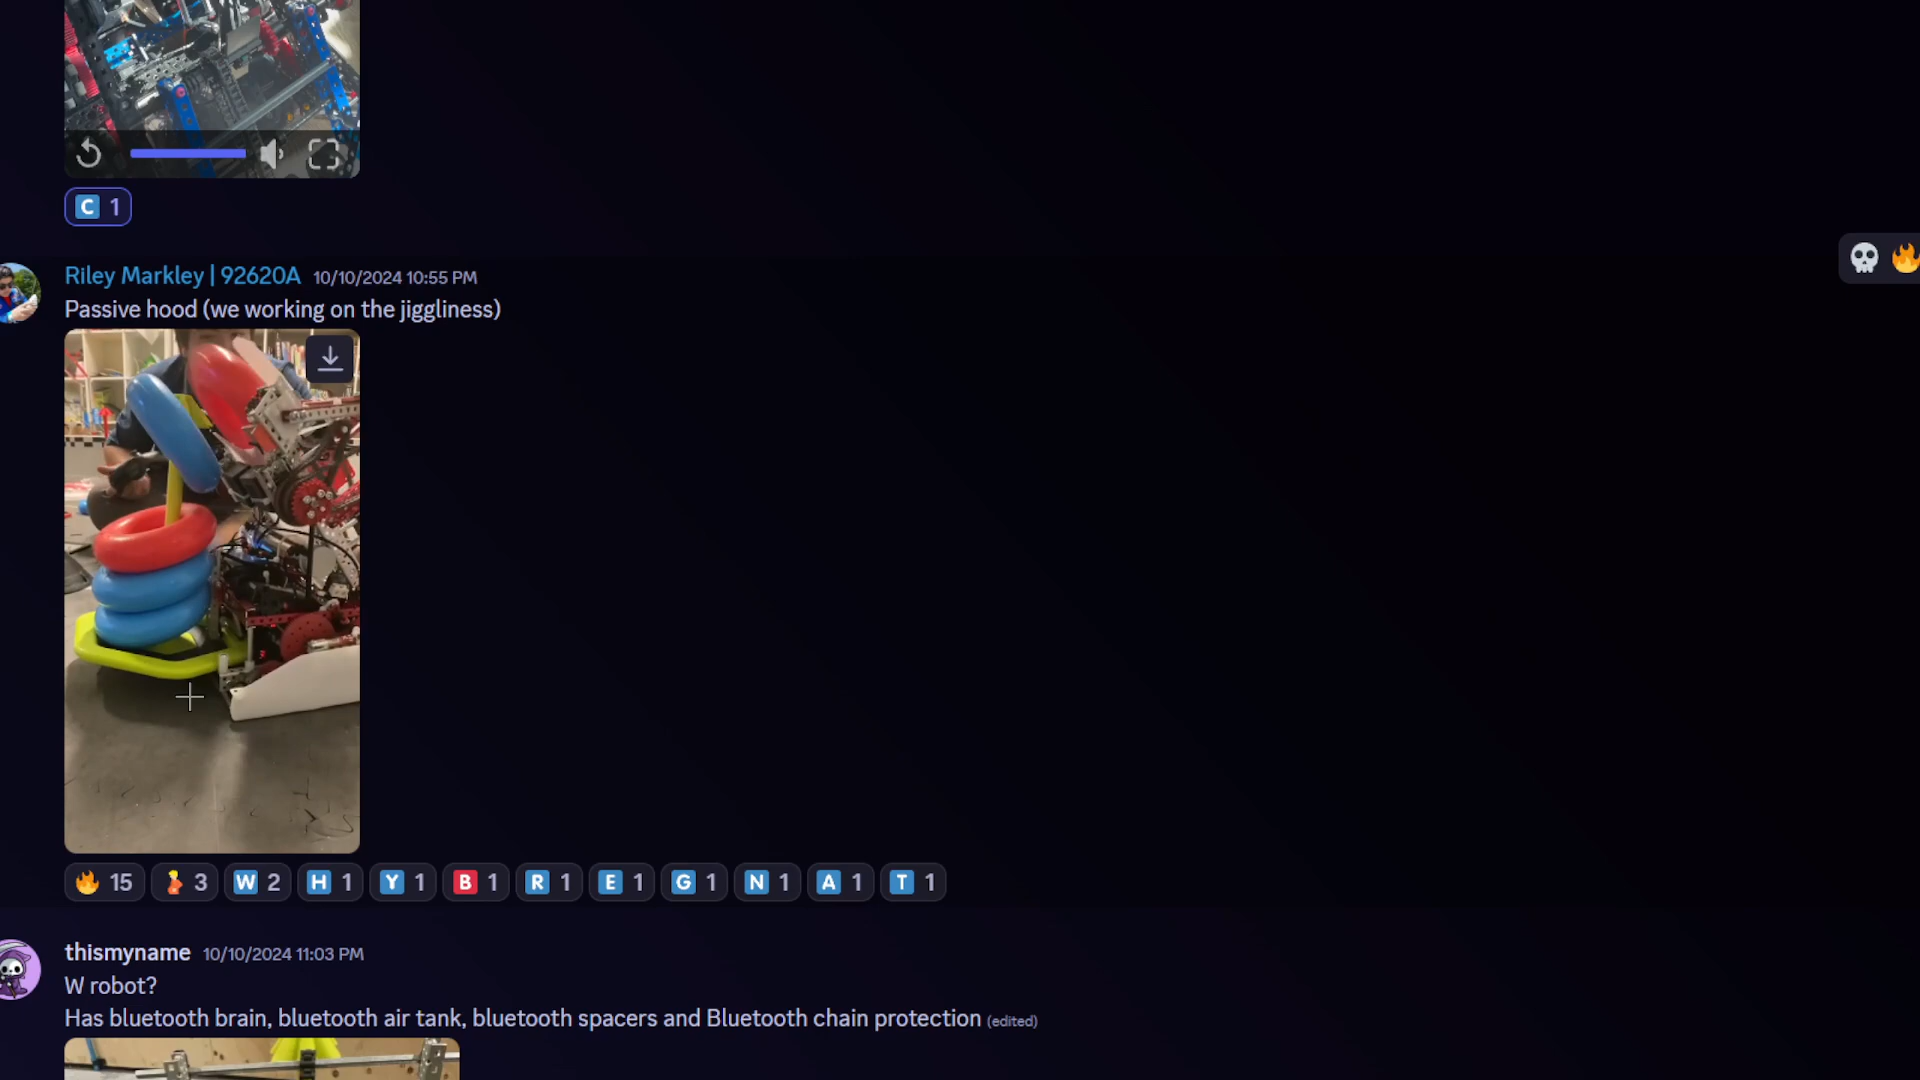 C 1
Riley Markley | 92620A 10/10/2024 10:55 PM
Passive hood (we working on the jiggliness)
15 3 W 2 H 1 Y 1 B 1 R 1 E 1 G 1 N 1 A 1 T 1
thismyname 10/10/2024 11:03 PM
W robot?
Has bluetooth brain, bluetooth air tank, bluetooth spacers and Bluetooth chain protection (edited)